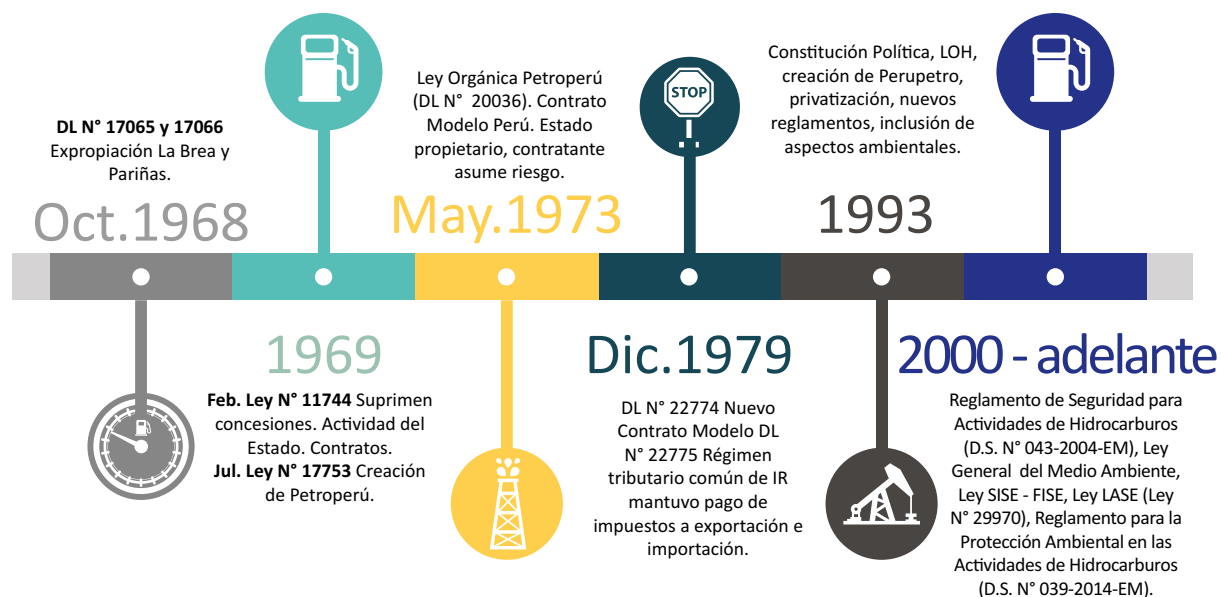 DL N° 17065 y 17066
Expropiación La Brea y
Pariñas.
Oct.1968
1969
Feb. Ley N° 11744 Suprimen
concesiones. Actividad del
Estado. Contratos.
Jul. Ley N° 17753 Creación
de Petroperú.
Ley Orgánica Petroperú
(DL N° 20036). Contrato
Modelo Perú. Estado
propietario, contratante
asume riesgo.
May.1973
STOP
Dic.1979
DL N° 22774 Nuevo
Contrato Modelo DL
N° 22775 Régimen
tributario común de IR
mantuvo pago de
impuestos a exportación e
importación.
Constitución Política, LOH,
creación de Perupetro,
privatización, nuevos
reglamentos, inclusión de
aspectos ambientales.
1993
2000 - adelante
Reglamento de Seguridad para
Actividades de Hidrocarburos
(D.S. N° 043-2004-EM), Ley
General del Medio Ambiente,
Ley SISE - FISE, Ley LASE (Ley
N° 29970), Reglamento para la
Protección Ambiental en las
Actividades de Hidrocarburos
(D.S. N° 039-2014-EM).